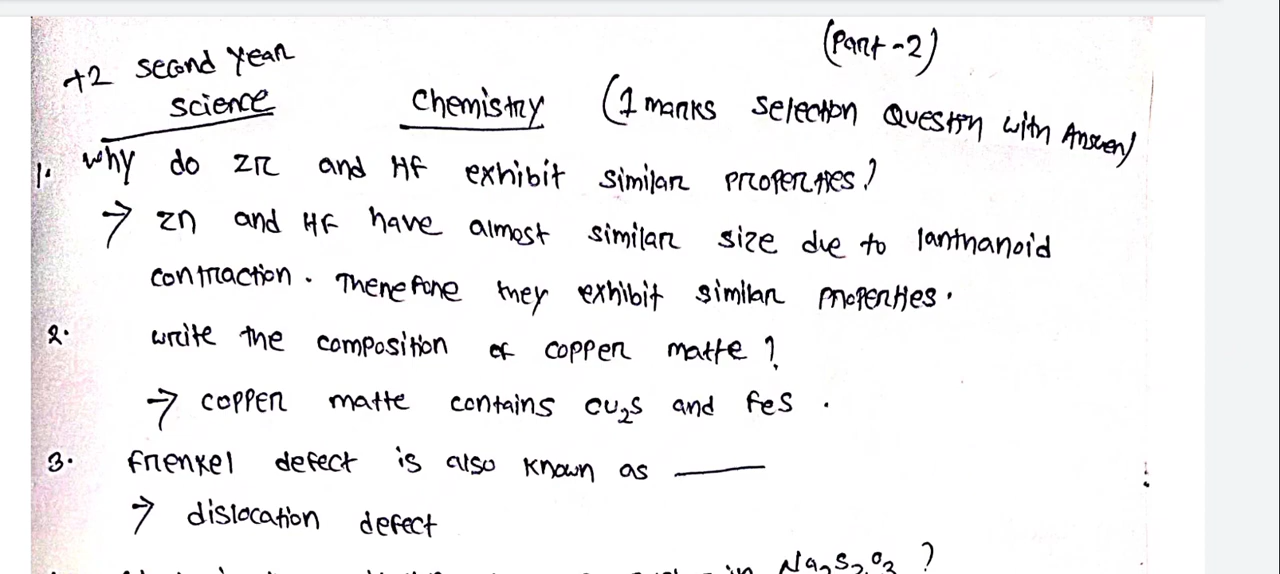 (Part-2)
+2 second year
science Chemistry (1 marks selection Question with Answer)
1. why do Zr and Hf exhibit similar properties?
→ Zn and Hf have almost similar size due to lanthanoid
contraction. Therefore they exhibit similar properties.
2. write the composition of copper matte?
→ copper matte contains Cu₂S and FeS.
3. frenkel defect is also known as ———
→ dislocation defect
in Na₂S₂O₃ ?